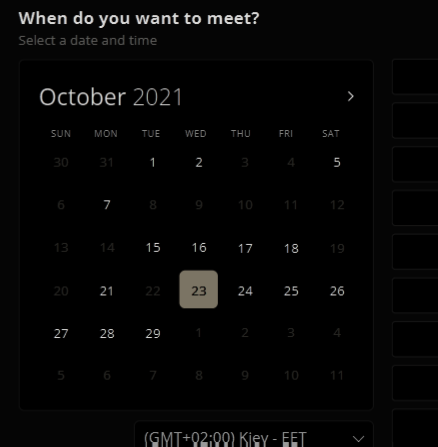 When do you want to meet?
Select a date and time
October 2021
SUN MON TUE WED THU FRI SAT
30 31 1 2 3 4 5
6 7 8 9 10 11 12
13 14 15 16 17 18 19
20 21 22 23 24 25 26
27 28 29 1 2 3 4
5 6 7 8 9 10 11
(GMT+02:00) Kiev - EET